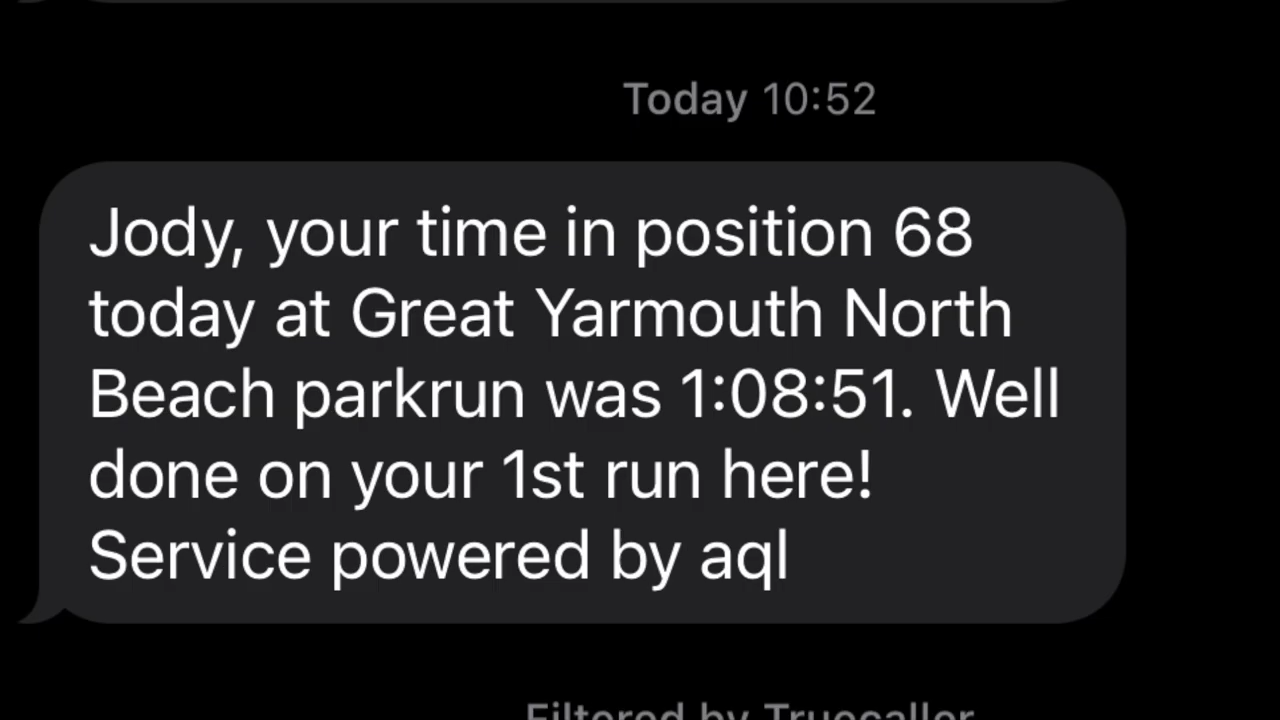 Today 10:52
Jody, your time in position 68
today at Great Yarmouth North
Beach parkrun was 1:08:51. Well
done on your 1st run here!
Service powered by aql
Filtered by Truecaller